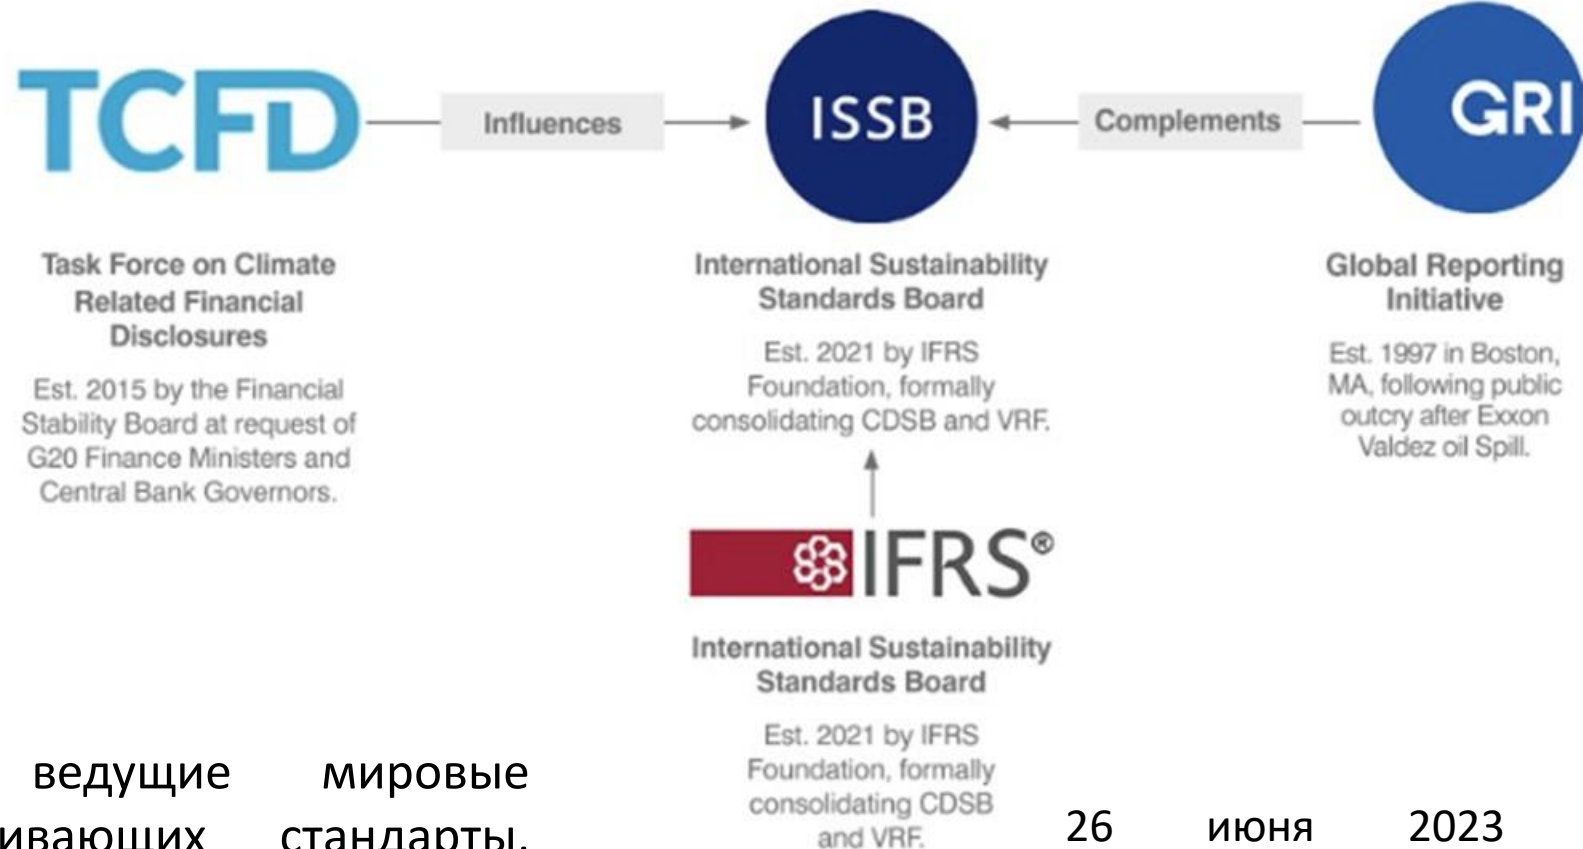 TCFD
Influences
ISSB
Complements
GRI
Task Force on Climate
Related Financial
Disclosures
Est. 2015 by the Financial
Stability Board at request of
G20 Finance Ministers and
Central Bank Governors.
International Sustainability
Standards Board
Est. 2021 by IFRS
Foundation, formally
consolidating CDSB and VRF.
Global Reporting
Initiative
Est. 1997 in Boston,
MA, following public
outcry after Exxon
Valdez oil Spill.
IFRS®
International Sustainability
Standards Board
Est. 2021 by IFRS
Foundation, formally
consolidating CDSB
and VRF.
ведущие мировые
ивающих стандарты.
26 июня 2023